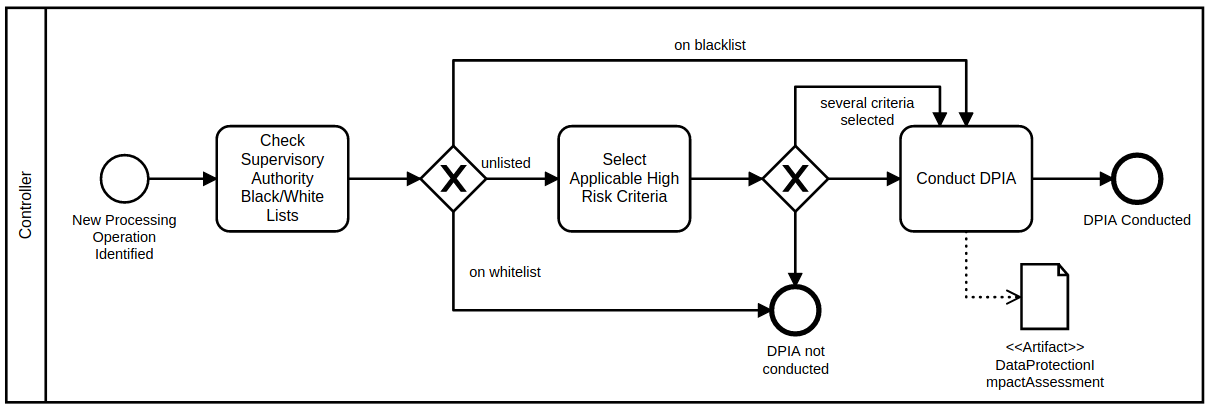 Controller
New Processing
Operation
Identified
Check
Supervisory
Authority
Black/White
Lists
on blacklist
unlisted
on whitelist
Select
Applicable High
Risk Criteria
several criteria
selected
DPIA not
conducted
Conduct DPIA
DPIA Conducted
<<Artifact>>
DataProtectionI
mpactAssessment